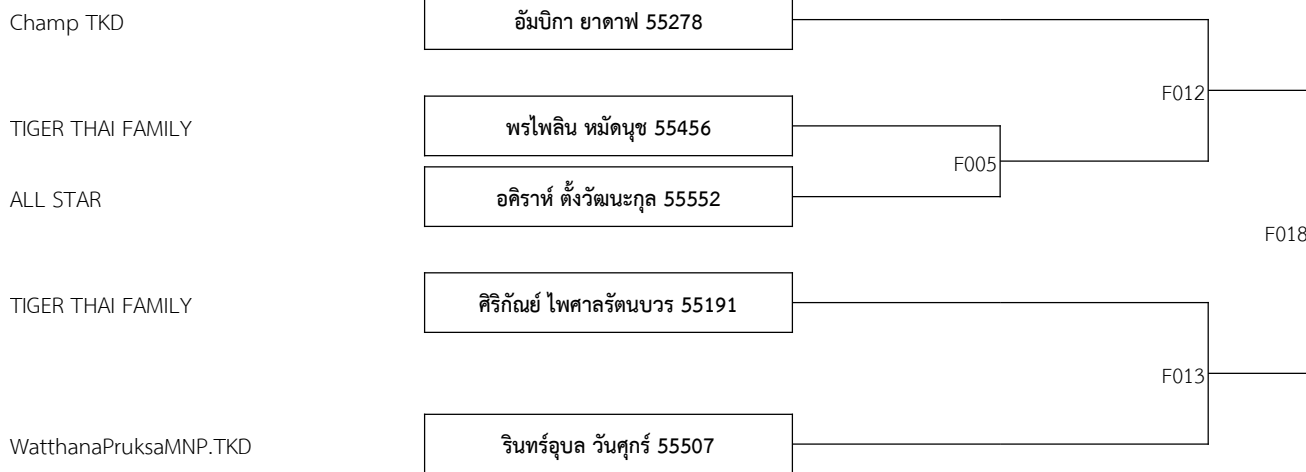 Champ TKD อัมบิกา ยาดาฟ 55278
F012
TIGER THAI FAMILY พรไพลิน หมัดนุช 55456
F005
ALL STAR อคิราห์ ตั้งวัฒนะกุล 55552
F018
TIGER THAI FAMILY ศิริกัณย์ ไพศาลรัตนบวร 55191
F013
WatthanaPruksaMNP.TKD รินทร์อุบล วันศุกร์ 55507